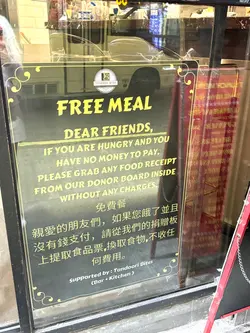 FREE MEAL
DEAR FRIENDS,
IF YOU ARE HUNGRY AND YOU
HAVE NO MONEY TO PAY,
PLEASE GRAB ANY FOOD RECEIPT
FROM OUR DONOR BOARD INSIDE
WITHOUT ANY CHARGES.
免費餐
親愛的朋友們，如果您餓了並且
沒有錢支付，請從我們的捐贈板
上提取食品票,換取食物,不收任
何費用。
Supported by : Tandoori Bites
(Bar + Kitchen)